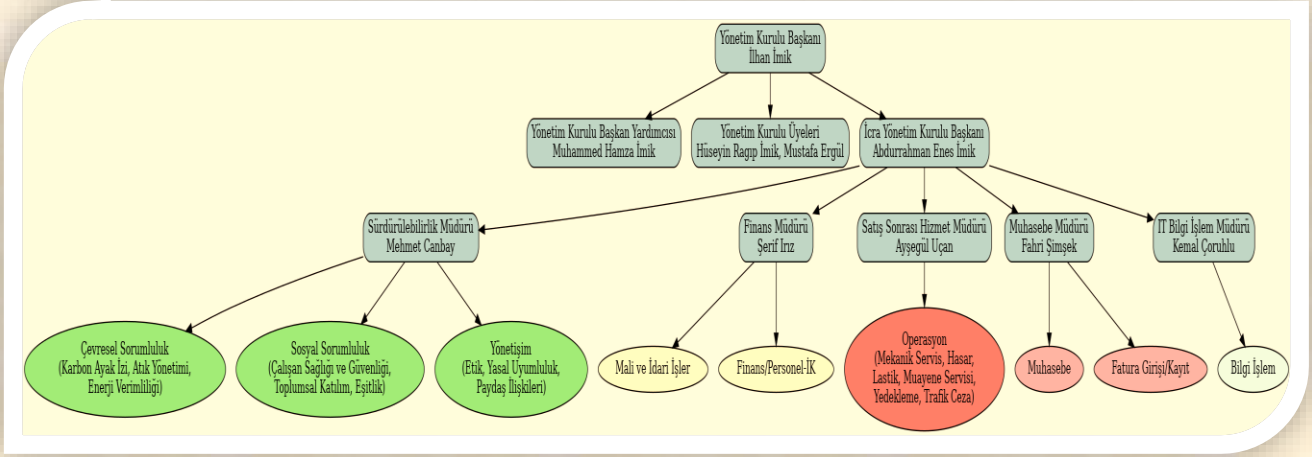 Yönetim Kurulu Başkanı
İlhan İmik
Yönetim Kurulu Başkan Yardımcısı
Muhammed Hamza İmik
Yönetim Kurulu Üyeleri
Hüseyin Ragıp İmik, Mustafa Ergül
İcra Yönetim Kurulu Başkanı
Abdurrahman Enes İmik
Sürdürülebilirlik Müdürü
Mehmet Canbay
Finans Müdürü
Şerif Irız
Satış Sonrası Hizmet Müdürü
Ayşegül Uçan
Muhasebe Müdürü
Fahri Şimşek
IT Bilgi İşlem Müdürü
Kemal Çoruhlu
Çevresel Sorumluluk
(Karbon Ayak İzi, Atık Yönetimi,
Enerji Verimliliği)
Sosyal Sorumluluk
(Çalışan Sağlığı ve Güvenliği,
Toplumsal Katılım, Eşitlik)
Yönetişim
(Etik, Yasal Uyumluluk,
Paydaş İlişkileri)
Mali ve İdari İşler
Finans/Personel-İK
Operasyon
(Mekanik Servis, Hasar,
Lastik, Muayene Servisi,
Yedekleme, Trafik Ceza)
Muhasebe
Fatura Girişi/Kayıt
Bilgi İşlem